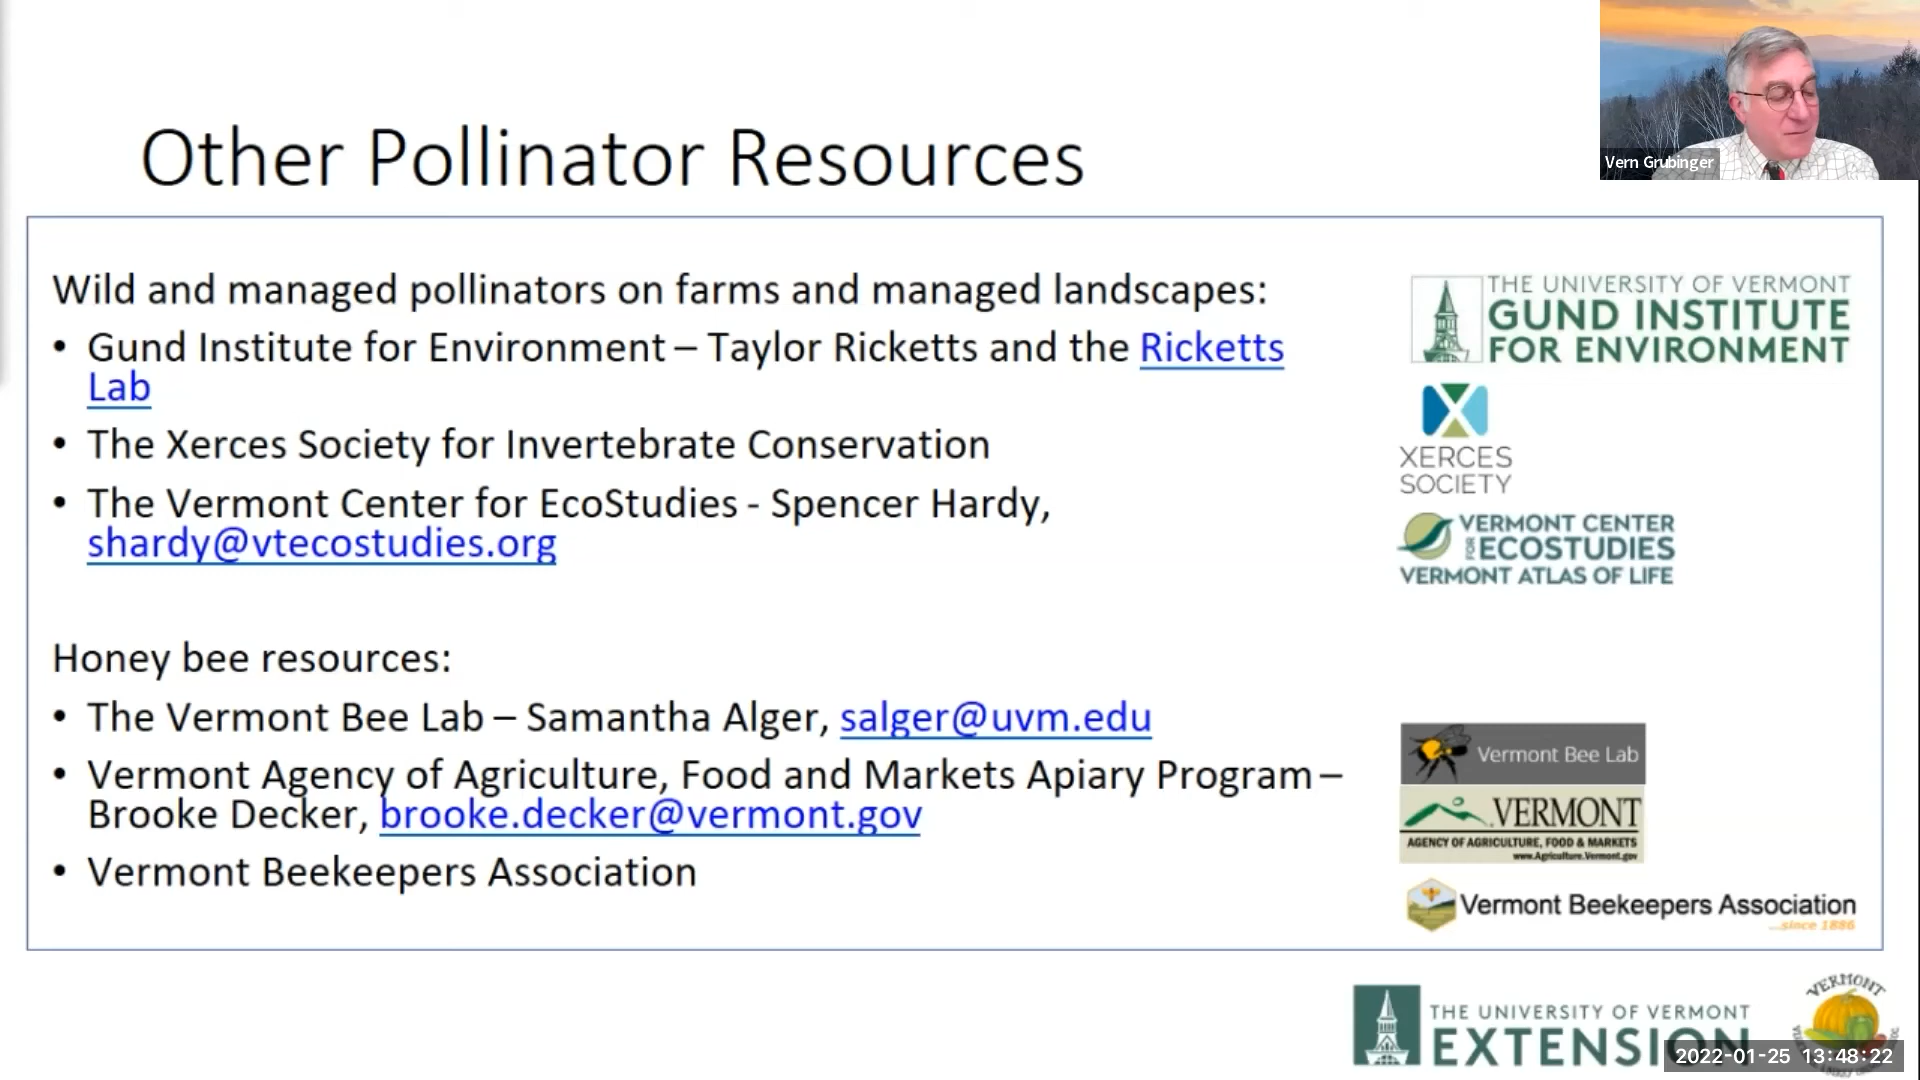 Vern Grubinger
Other Pollinator Resources
Wild and managed pollinators on farms and managed landscapes:
• Gund Institute for Environment – Taylor Ricketts and the Ricketts
Lab
• The Xerces Society for Invertebrate Conservation
• The Vermont Center for EcoStudies - Spencer Hardy,
shardy@vtecostudies.org
Honey bee resources:
• The Vermont Bee Lab – Samantha Alger, salger@uvm.edu
• Vermont Agency of Agriculture, Food and Markets Apiary Program –
Brooke Decker, brooke.decker@vermont.gov
• Vermont Beekeepers Association
THE UNIVERSITY OF VERMONT
GUND INSTITUTE
FOR ENVIRONMENT
XERCES
SOCIETY
VERMONT CENTER
FOR ECOSTUDIES
VERMONT ATLAS OF LIFE
Vermont Bee Lab
VERMONT
AGENCY OF AGRICULTURE, FOOD & MARKETS
www.Agriculture.Vermont.gov
Vermont Beekeepers Association
...since 1886
THE UNIVERSITY OF VERMONT
EXTENSION
VERMONT
2022-01-25 13:48:22